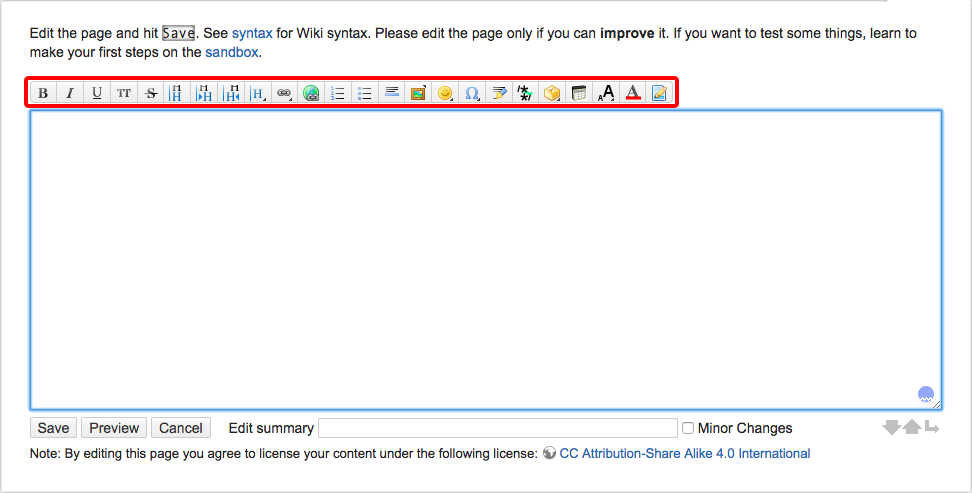 Edit the page and hit Save. See syntax for Wiki syntax. Please edit the page only if you can improve it. If you want to test some things, learn to
make your first steps on the sandbox.
B I U TT S H H H H A A A
Save Preview Cancel Edit summary Minor Changes
Note: By editing this page you agree to license your content under the following license: CC Attribution-Share Alike 4.0 International